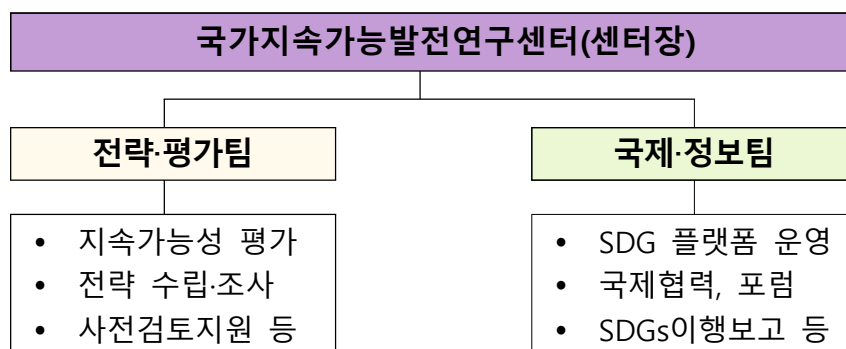 국가지속가능발전연구센터(센터장)
전략·평가팀
• 지속가능성 평가
• 전략 수립·조사
• 사전검토지원 등
국제·정보팀
• SDG 플랫폼 운영
• 국제협력, 포럼
• SDGs이행보고 등